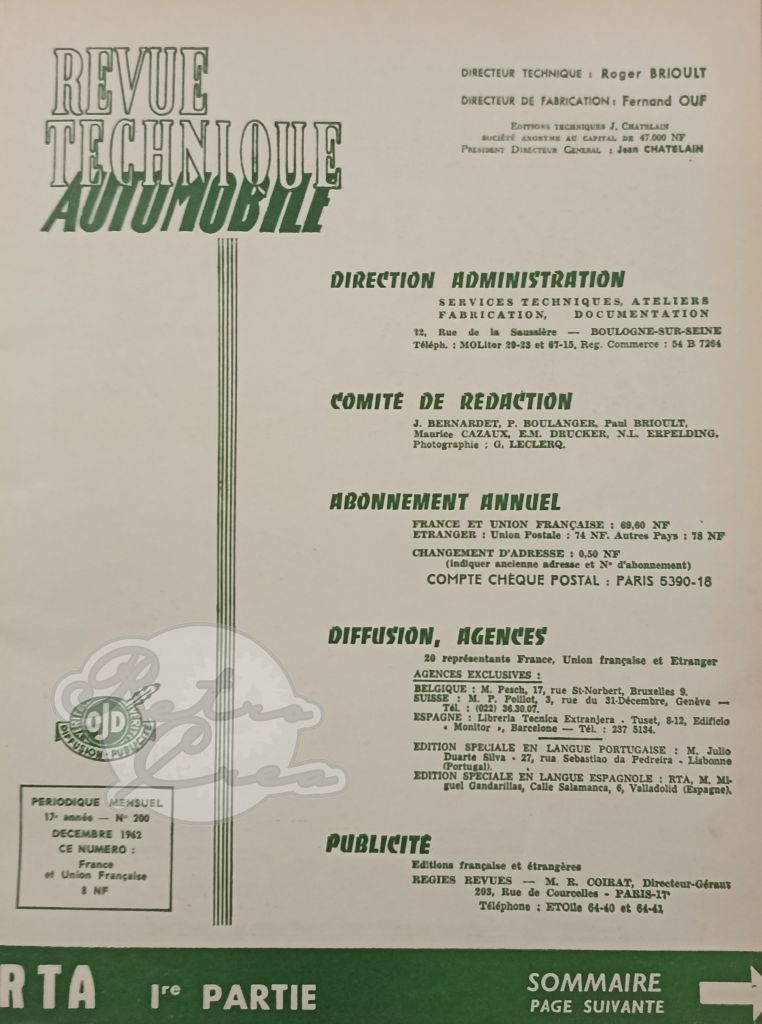 REVUE
TECHNIQUE
AUTOMOBILE
DIRECTEUR TECHNIQUE : Roger BRIOULT
DIRECTEUR DE FABRICATION : Fernand OUF
EDITIONS TECHNIQUES J. CHATELAIN
SOCIÉTÉ ANONYME AU CAPITAL DE 47.000 NF
PRESIDENT DIRECTEUR GENERAL : Jean CHATELAIN
DIRECTION ADMINISTRATION
SERVICES TECHNIQUES, ATELIERS
FABRICATION, DOCUMENTATION
22, Rue de la Saussière — BOULOGNE-SUR-SEINE
Téléph. : MOLitor 29-23 et 67-15, Reg. Commerce : 54 B 7264
COMITÉ DE RÉDACTION
J. BERNARDET, P. BOULANGER, Paul BRIOULT,
Maurice CAZAUX, E.M. DRUCKER, N.L. ERPELDING.
Photographie : G. LECLERQ.
ABONNEMENT ANNUEL
FRANCE ET UNION FRANÇAISE : 69,60 NF
ETRANGER : Union Postale : 74 NF. Autres Pays : 78 NF
CHANGEMENT D'ADRESSE : 0,50 NF
(indiquer ancienne adresse et N° d'abonnement)
COMPTE CHÈQUE POSTAL : PARIS 5390-18
DIFFUSION, AGENCES
20 représentants France, Union française et Etranger
AGENCES EXCLUSIVES :
BELGIQUE : M. Pesch, 17, rue St-Norbert, Bruxelles 9.
SUISSE : M. P. Poillot, 3, rue du 31-Décembre, Genève —
Tél. : (022) 36.30.07.
ESPAGNE : Libreria Tecnica Extranjera - Tuset, 8-12, Edificio
« Monitor », Barcelone — Tél. : 237 5134.
EDITION SPECIALE EN LANGUE PORTUGAISE : M. Julio
Duarte Silva - 27, rua Sebastiao da Pedreira - Lisbonne
(Portugal).
EDITION SPECIALE EN LANGUE ESPAGNOLE : RTA, M. Mi-
guel Gandarillas, Calle Salamanca, 6, Valladolid (Espagne).
PUBLICITÉ
Editions française et étrangères
REGIES REVUES — M. R. COIRAT, Directeur-Gérant
203, Rue de Courcelles - PARIS-17e
Téléphone : ETOile 64-40 et 64-41
OJD
DIFFUSION - PUBLICITÉ
Retro
Crea
PERIODIQUE MENSUEL
17e année — N° 200
DECEMBRE 1962
CE NUMERO :
France
et Union Française
8 NF
RTA 1re PARTIE
SOMMAIRE
PAGE SUIVANTE